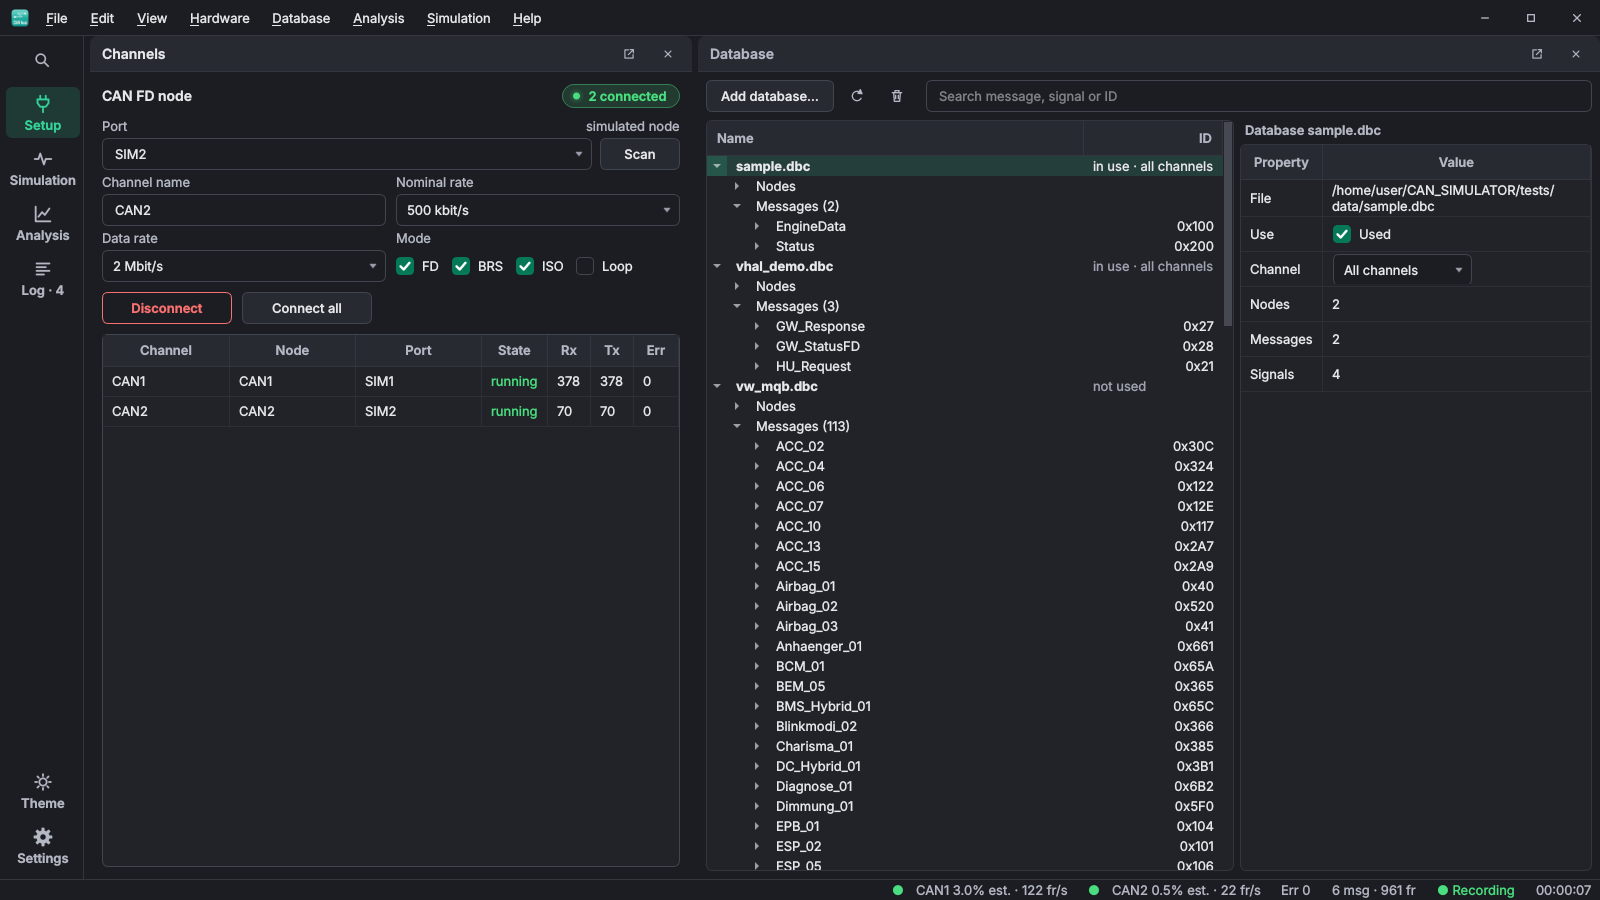 File Edit View Hardware Database Analysis Simulation Help
Setup
Simulation
Analysis
Log · 4
Theme
Settings
Channels
CAN FD node
2 connected
Port
simulated node
SIM2
Scan
Channel name
Nominal rate
CAN2
500 kbit/s
Data rate
Mode
2 Mbit/s
FD BRS ISO Loop
Disconnect
Connect all
Channel Node Port State Rx Tx Err
CAN1 CAN1 SIM1 running 378 378 0
CAN2 CAN2 SIM2 running 70 70 0
Database
Add database...
Search message, signal or ID
Name ID
sample.dbc in use · all channels
Nodes
Messages (2)
EngineData 0x100
Status 0x200
vhal_demo.dbc in use · all channels
Nodes
Messages (3)
GW_Response 0x27
GW_StatusFD 0x28
HU_Request 0x21
vw_mqb.dbc not used
Nodes
Messages (113)
ACC_02 0x30C
ACC_04 0x324
ACC_06 0x122
ACC_07 0x12E
ACC_10 0x117
ACC_13 0x2A7
ACC_15 0x2A9
Airbag_01 0x40
Airbag_02 0x520
Airbag_03 0x41
Anhaenger_01 0x661
BCM_01 0x65A
BEM_05 0x365
BMS_Hybrid_01 0x65C
Blinkmodi_02 0x366
Charisma_01 0x385
DC_Hybrid_01 0x3B1
Diagnose_01 0x6B2
Dimmung_01 0x5F0
EPB_01 0x104
ESP_02 0x101
ESP_05 0x106
Database sample.dbc
Property Value
File /home/user/CAN_SIMULATOR/tests/
data/sample.dbc
Use Used
Channel All channels
Nodes 2
Messages 2
Signals 4
CAN1 3.0% est. · 122 fr/s CAN2 0.5% est. · 22 fr/s Err 0 6 msg · 961 fr Recording 00:00:07